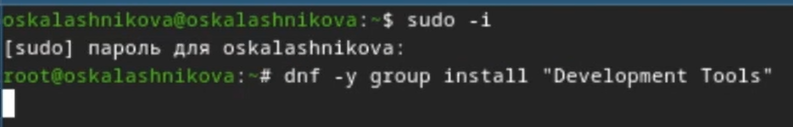 oskalashnikova@oskalashnikova:~$ sudo -i
[sudo] пароль для oskalashnikova:
root@oskalashnikova:~# dnf -y group install "Development Tools"